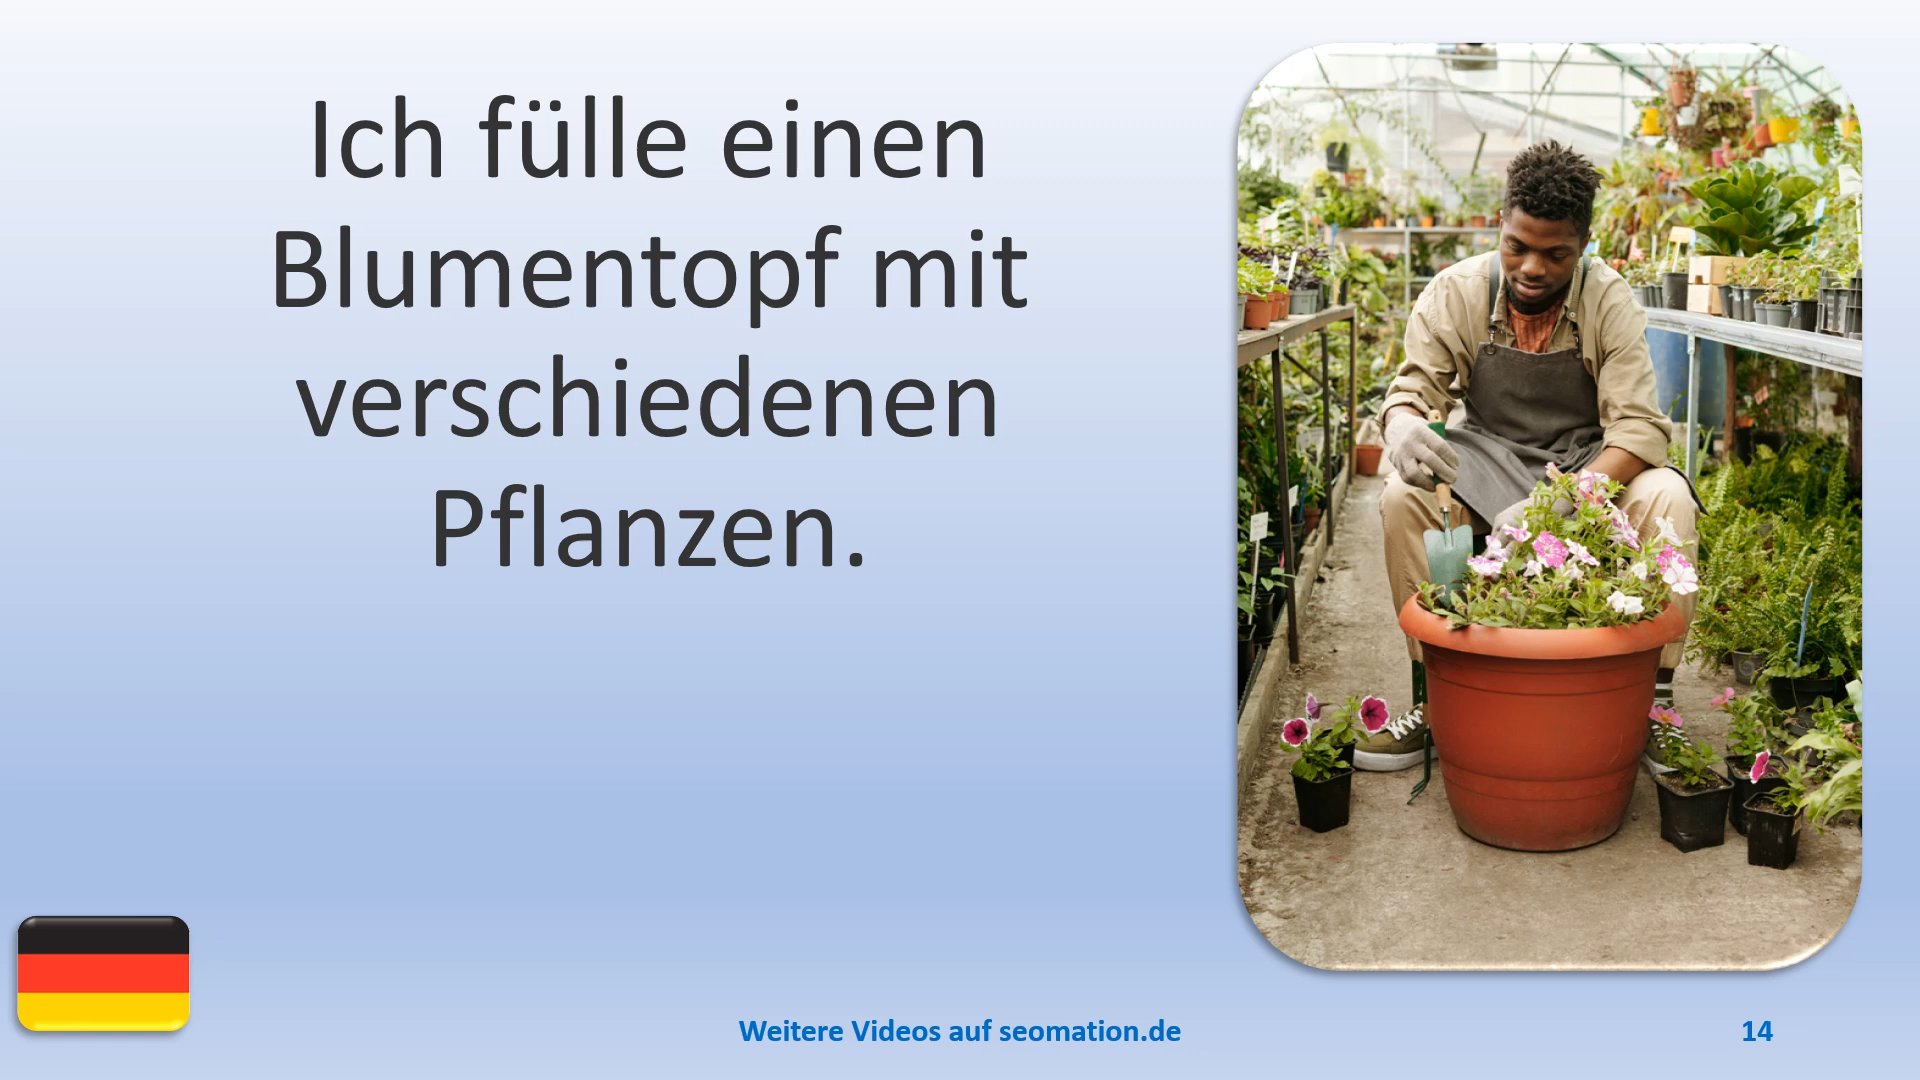 Ich fülle einen
Blumentopf mit
verschiedenen
Pflanzen.
Weitere Videos auf seomation.de
14